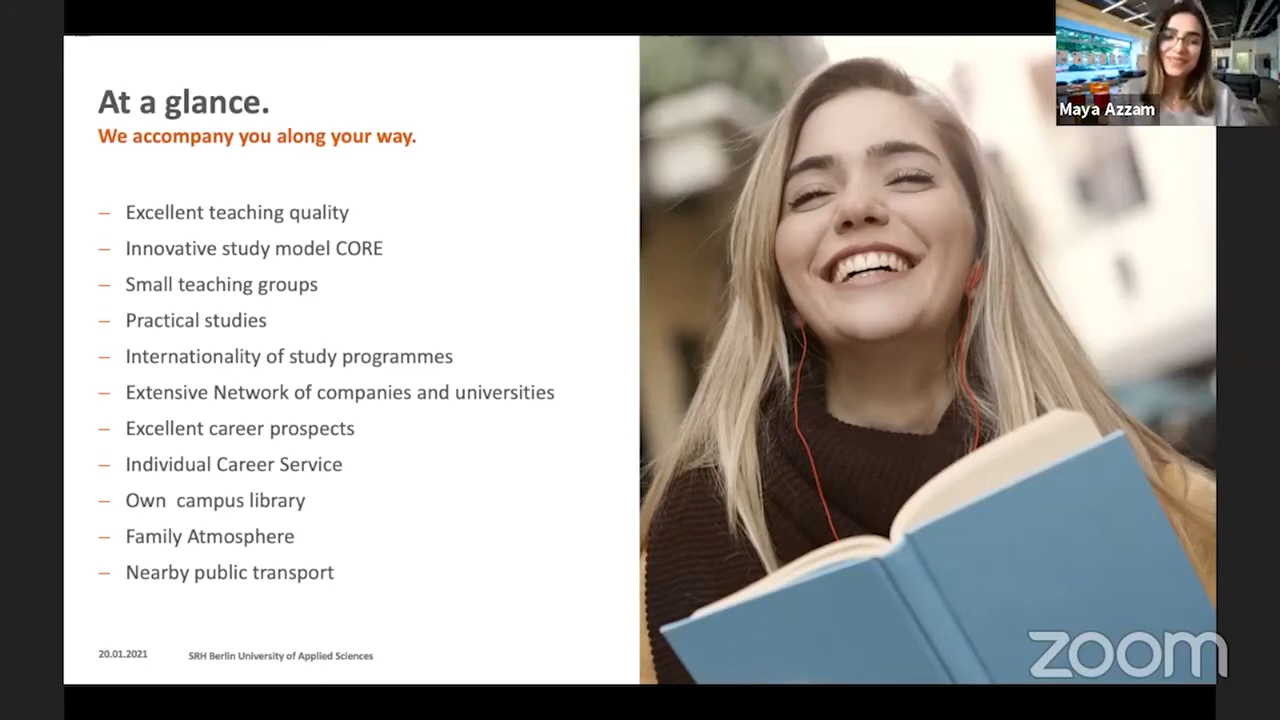 At a glance.
We accompany you along your way.
– Excellent teaching quality
– Innovative study model CORE
– Small teaching groups
– Practical studies
– Internationality of study programmes
– Extensive Network of companies and universities
– Excellent career prospects
– Individual Career Service
– Own  campus library
– Family Atmosphere
– Nearby public transport
20.01.2021
SRH Berlin University of Applied Sciences
Maya Azzam
zoom